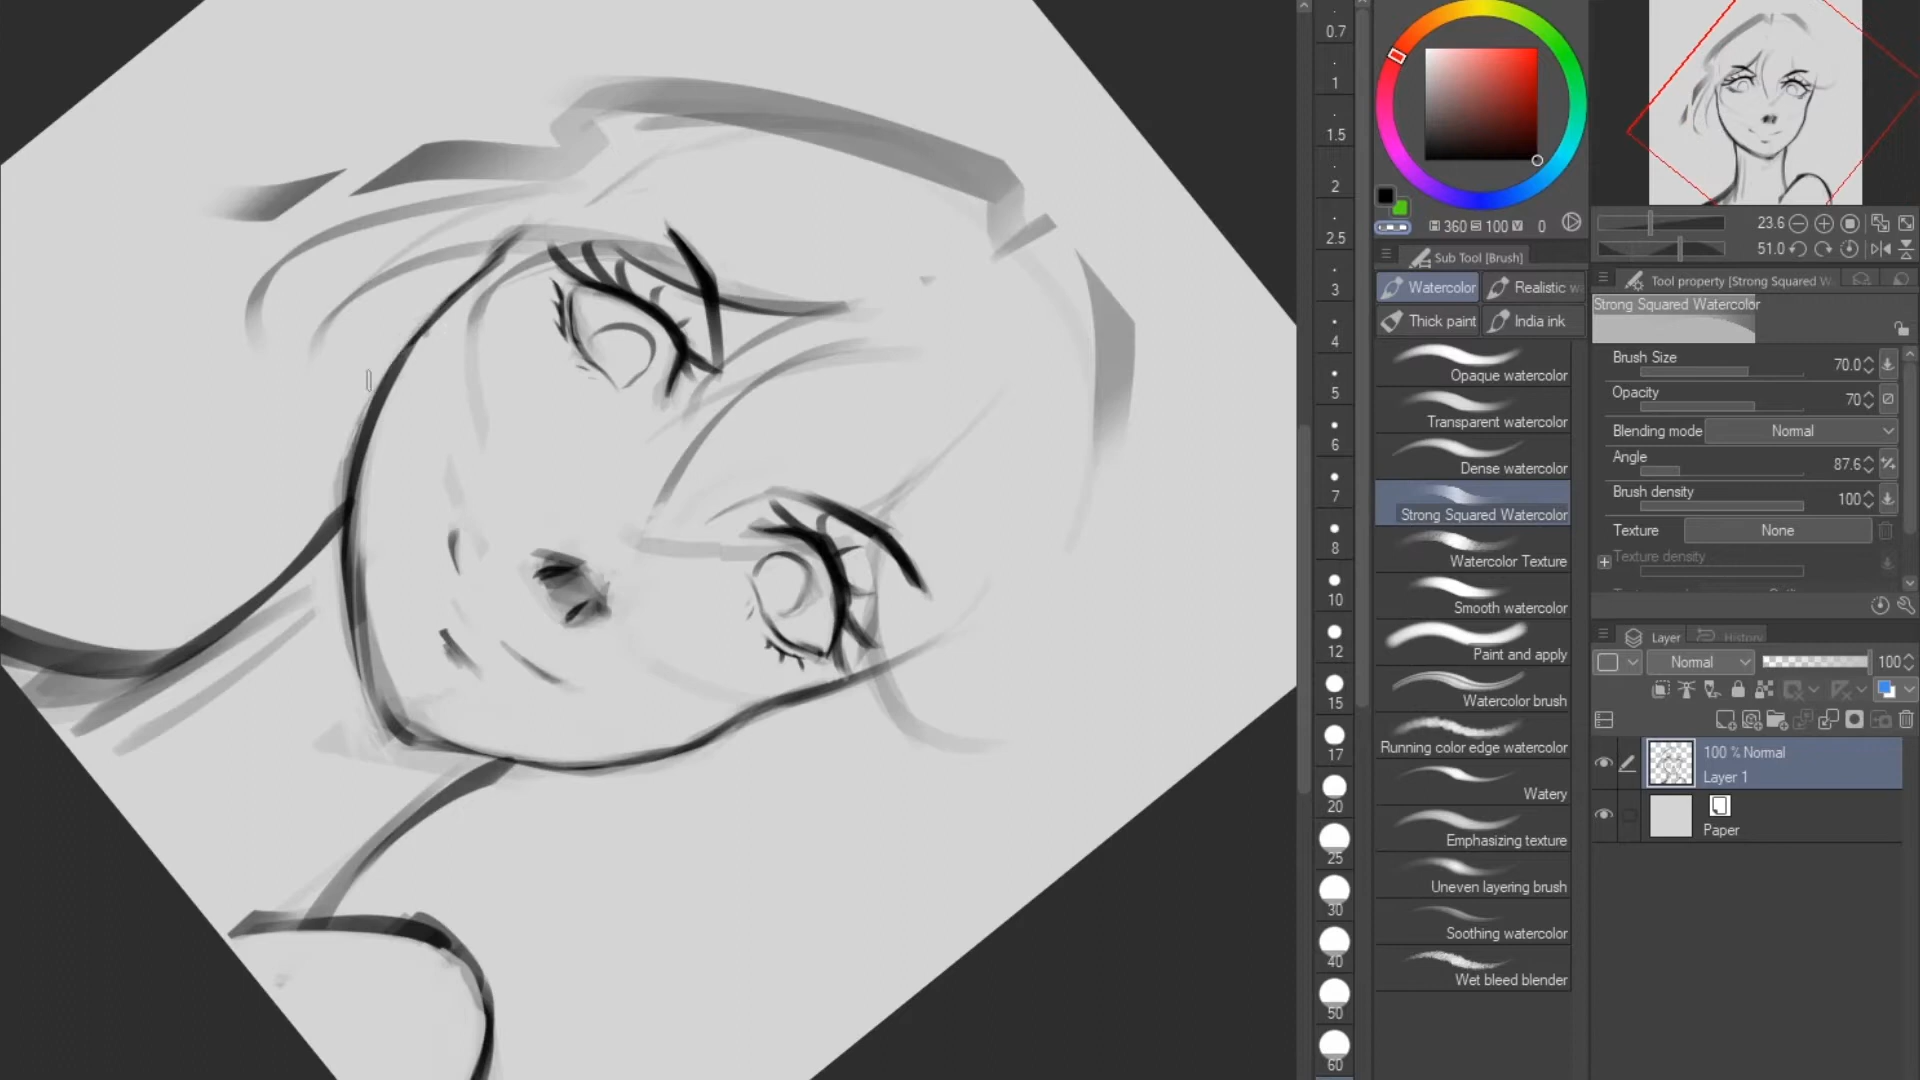 0.7
1
1.5
2
2.5
3
4
5
6
7
8
10
12
15
17
20
25
30
40
50
60
360 100 0
Sub Tool [Brush]
Watercolor
Realistic w
Thick paint
India ink
Opaque watercolor
Transparent watercolor
Dense watercolor
Strong Squared Watercolor
Watercolor Texture
Smooth watercolor
Paint and apply
Watercolor brush
Running color edge watercolor
Watery
Emphasizing texture
Uneven layering brush
Soothing watercolor
Wet bleed blender
23.6
51.0
Tool property [Strong Squared W
Strong Squared Watercolor
Brush Size 70.0
Opacity 70
Blending mode Normal
Angle 87.6
Brush density 100
Texture None
Texture density
Layer History
Normal 100
100 % Normal
Layer 1
Paper